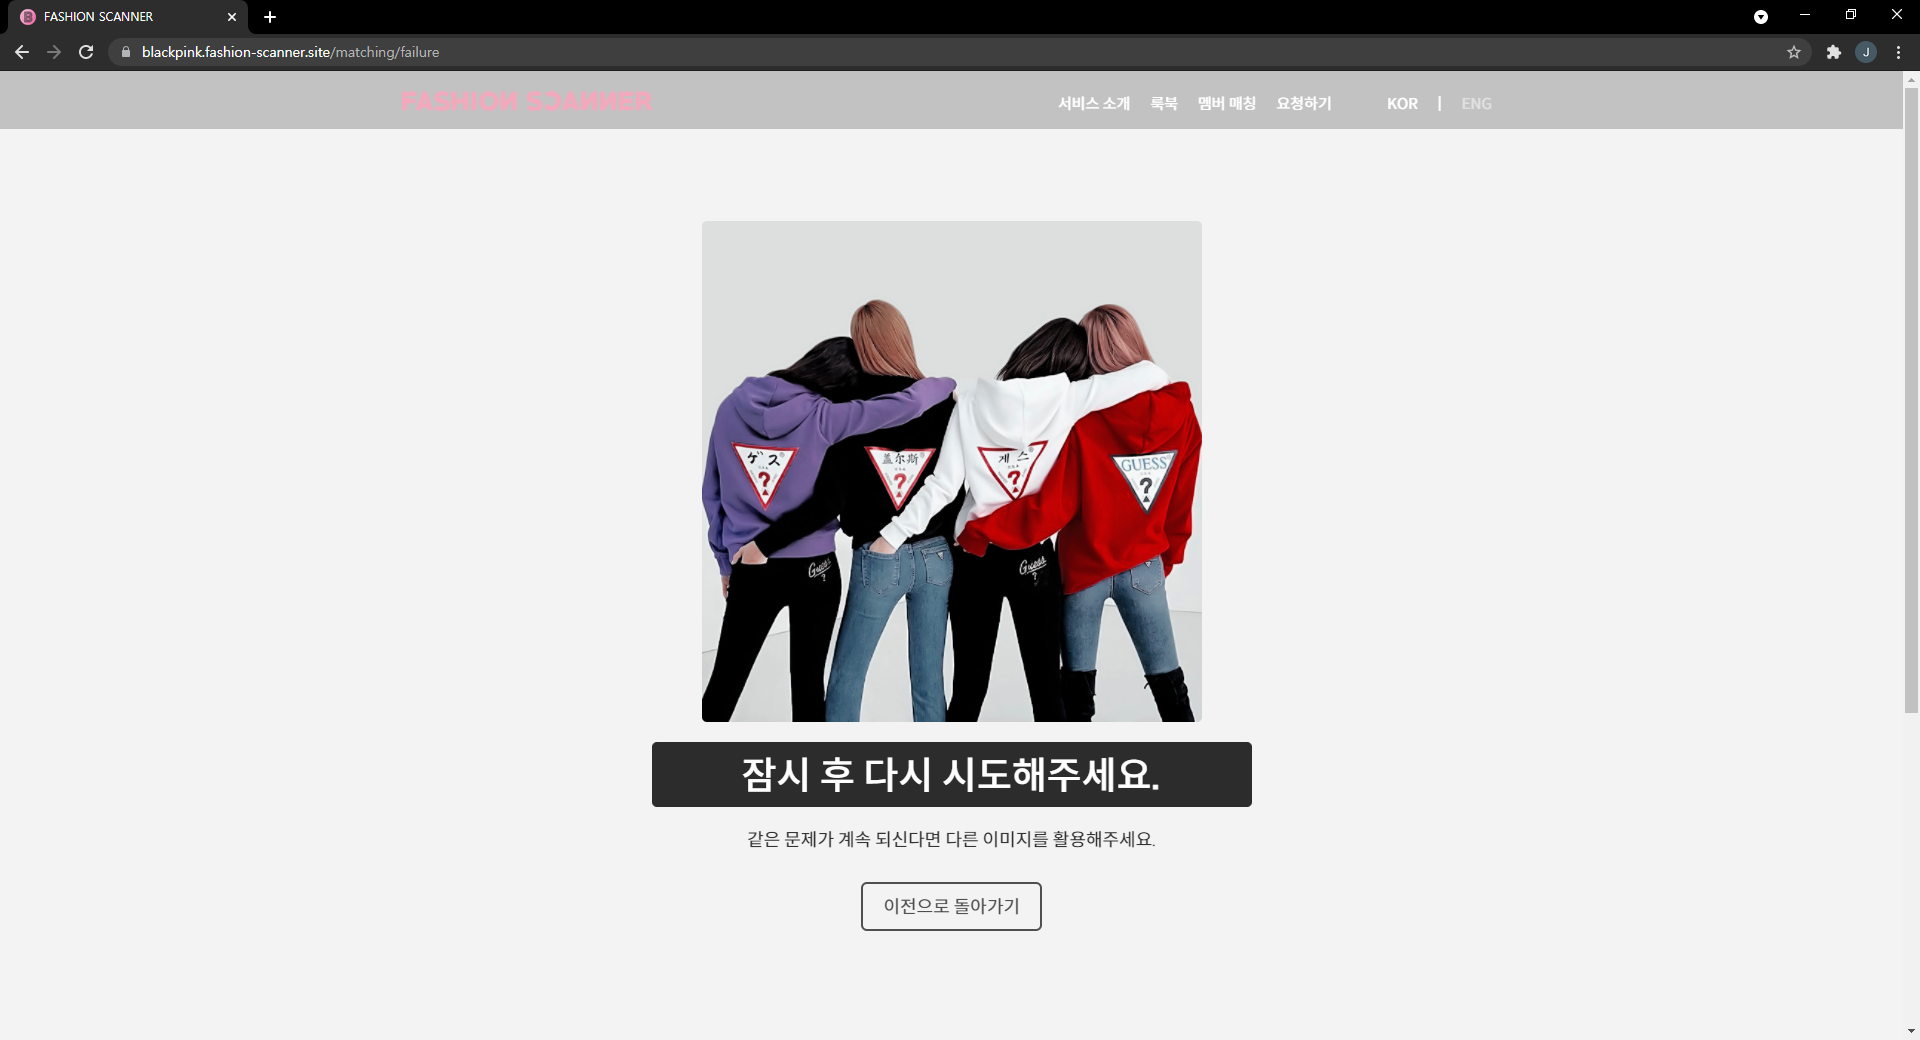 FASHION SCANNER
blackpink.fashion-scanner.site/matching/failure
J
FASHION SCANNER
서비스 소개 룩북 멤버 매칭 요청하기 KOR | ENG
ゲス
?
盖尔斯
?
게스
?
GUESS
?
Guess
?
Guess
?
잠시 후 다시 시도해주세요.
같은 문제가 계속 되신다면 다른 이미지를 활용해주세요.
이전으로 돌아가기